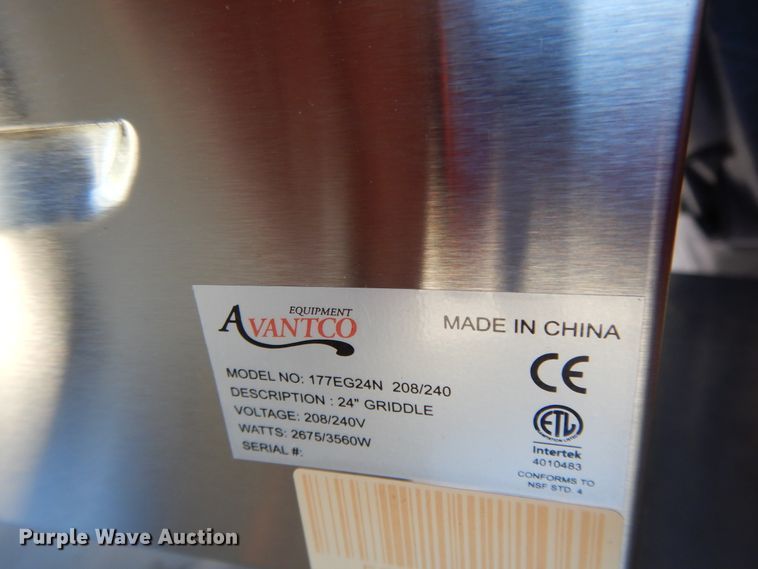 AVANTCO
EQUIPMENT
MADE IN CHINA
MODEL NO: 177EG24N 208/240
DESCRIPTION : 24" GRIDDLE
VOLTAGE: 208/240V
WATTS: 2675/3560W
SERIAL #:
CE
ETL
Intertek
4010483
CONFORMS TO
NSF STD. 4
Purple Wave Auction